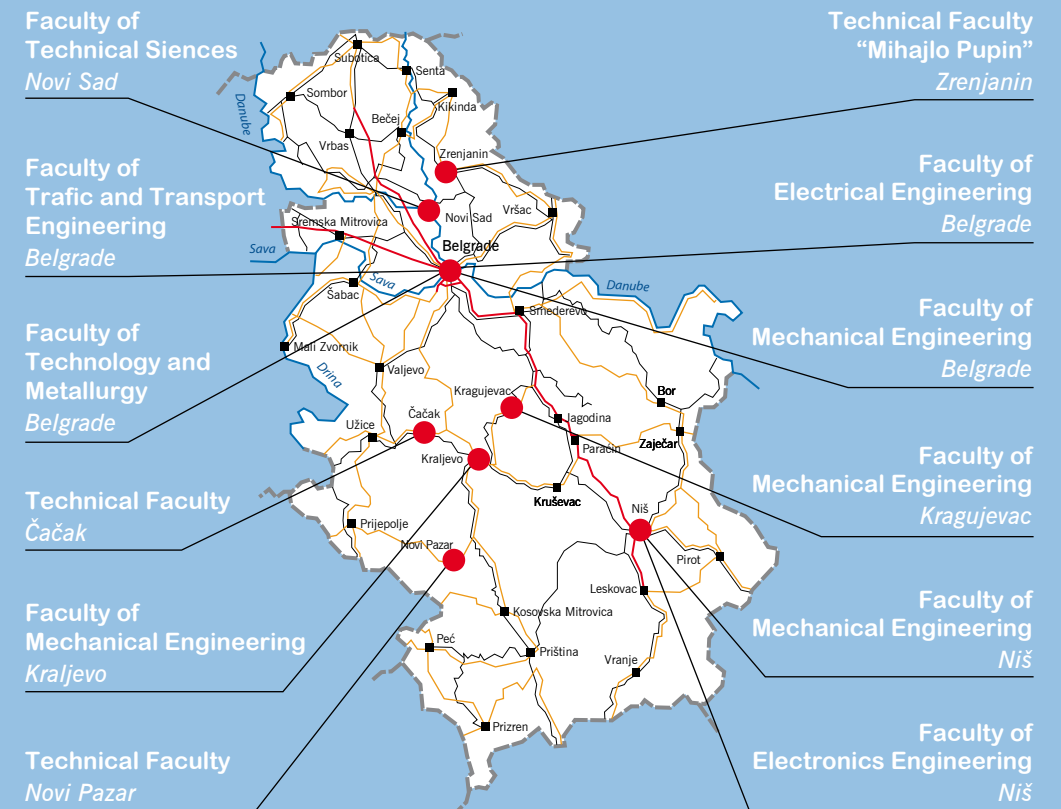 Faculty of
Technical Siences
Novi Sad
Faculty of
Trafic and Transport
Engineering
Belgrade
Faculty of
Technology and
Metallurgy
Belgrade
Technical Faculty
Čačak
Faculty of
Mechanical Engineering
Kraljevo
Technical Faculty
Novi Pazar
Technical Faculty
“Mihajlo Pupin”
Zrenjanin
Faculty of
Electrical Engineering
Belgrade
Faculty of
Mechanical Engineering
Belgrade
Faculty of
Mechanical Engineering
Kragujevac
Faculty of
Mechanical Engineering
Niš
Faculty of
Electronics Engineering
Niš
Subotica
Senta
Sombor
Kikinda
Danube
Bečej
Vrbas
Zrenjanin
Novi Sad
Vršac
Sremska Mitrovica
Belgrade
Sava
Sava
Danube
Šabac
Smederevo
Mali Zvornik
Drina
Valjevo
Kragujevac
Bor
Čačak
Jagodina
Užice
Zaječar
Paraćin
Kraljevo
Kruševac
Niš
Prijepolje
Novi Pazar
Pirot
Leskovac
Kosovska Mitrovica
Peć
Priština
Vranje
Prizren